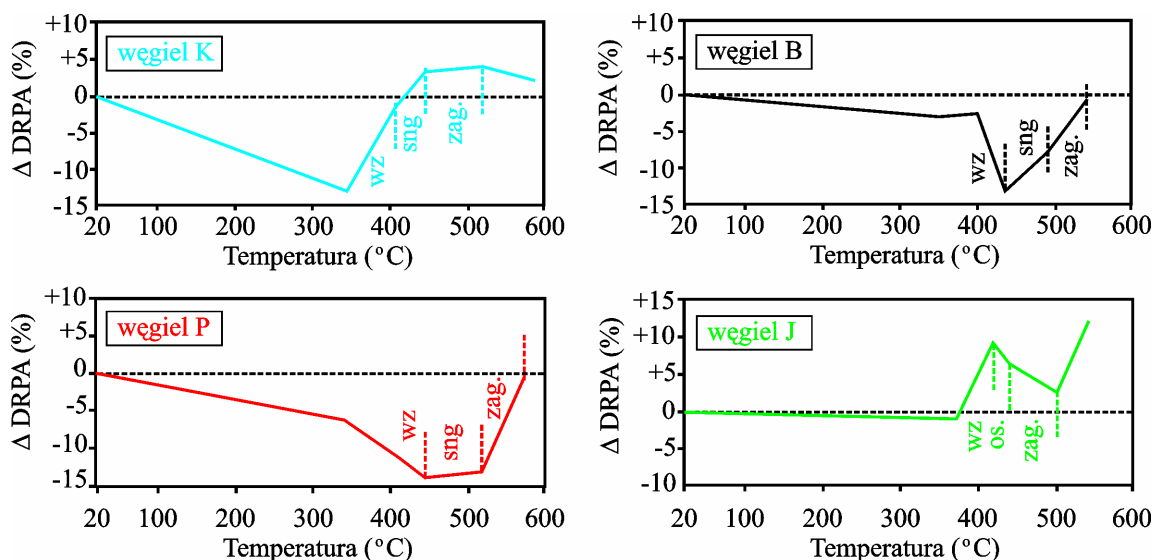 +10
+5
0
-5
-10
-15
Δ DRPA (%)
węgiel K
wz
sng
zag.
20 100 200 300 400 500 600
Temperatura (°C)
+10
+5
0
-5
-10
-15
Δ DRPA (%)
węgiel B
wz
sng
zag.
20 100 200 300 400 500 600
Temperatura (°C)
+10
+5
0
-5
-10
-15
Δ DRPA (%)
węgiel P
wz
sng
zag.
20 100 200 300 400 500 600
Temperatura (°C)
+15
+10
+5
0
-5
-10
Δ DRPA (%)
węgiel J
wz
os.
zag.
20 100 200 300 400 500 600
Temperatura (°C)